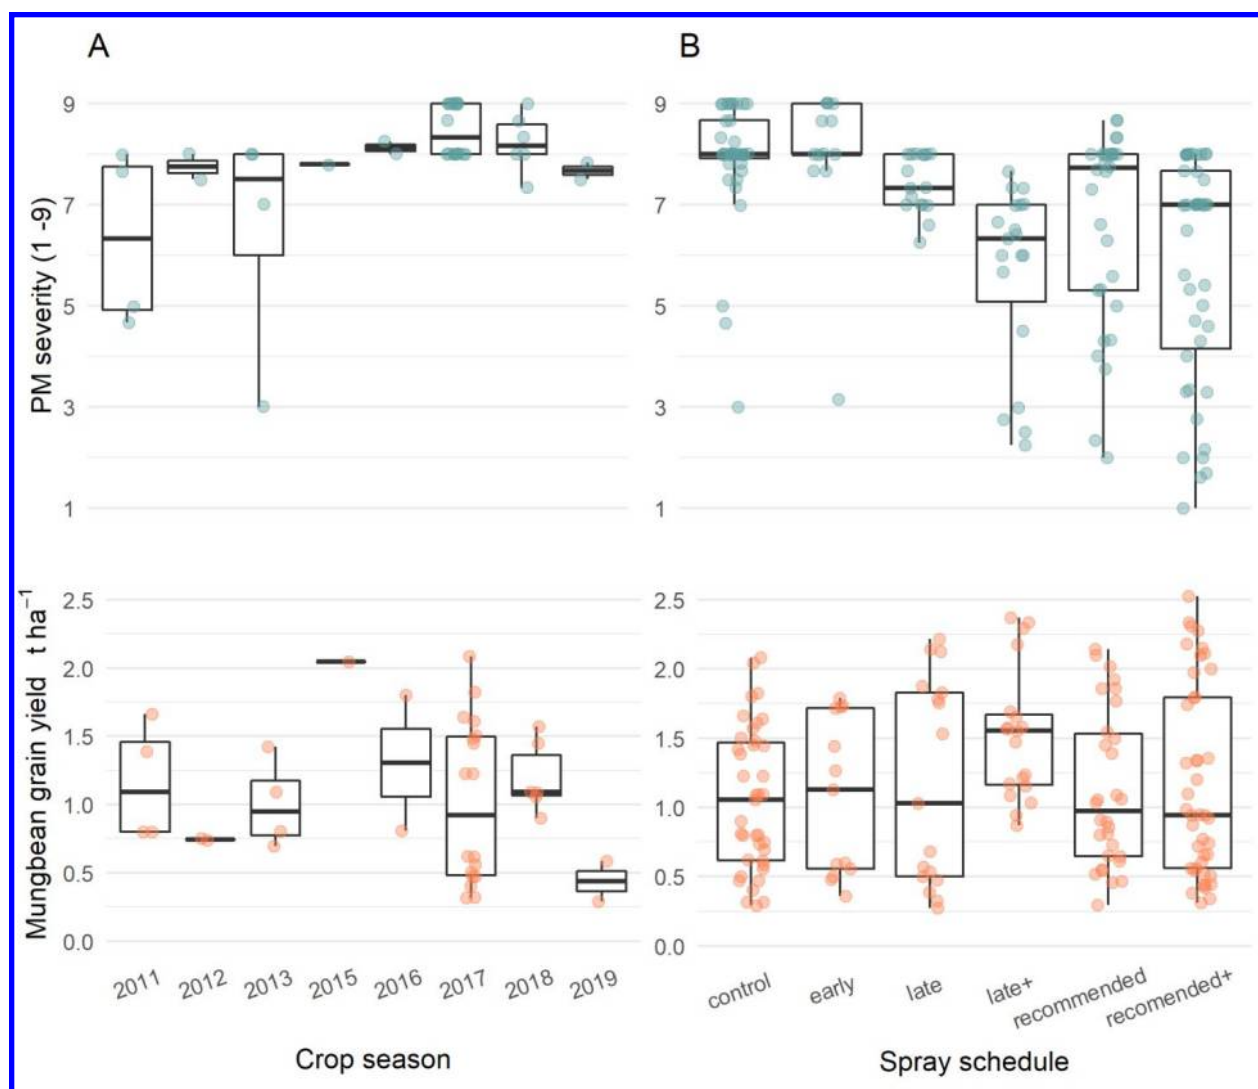 A
B
PM severity (1 -9)
9
7
5
3
1
9
7
5
3
1
Mungbean grain yield t ha⁻¹
2.5
2.0
1.5
1.0
0.5
0.0
2.5
2.0
1.5
1.0
0.5
0.0
2011 2012 2013 2015 2016 2017 2018 2019
control early late late+ recommended recomended+
Crop season
Spray schedule